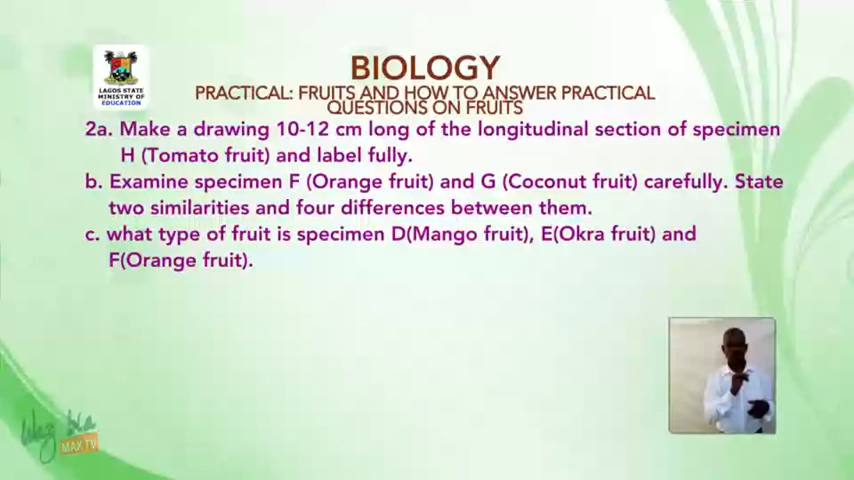 BIOLOGY
LAGOS STATE
MINISTRY OF
EDUCATION
PRACTICAL: FRUITS AND HOW TO ANSWER PRACTICAL
QUESTIONS ON FRUITS
2a. Make a drawing 10-12 cm long of the longitudinal section of specimen
H (Tomato fruit) and label fully.
b. Examine specimen F (Orange fruit) and G (Coconut fruit) carefully. State
two similarities and four differences between them.
c. what type of fruit is specimen D(Mango fruit), E(Okra fruit) and
F(Orange fruit).
MAX TV